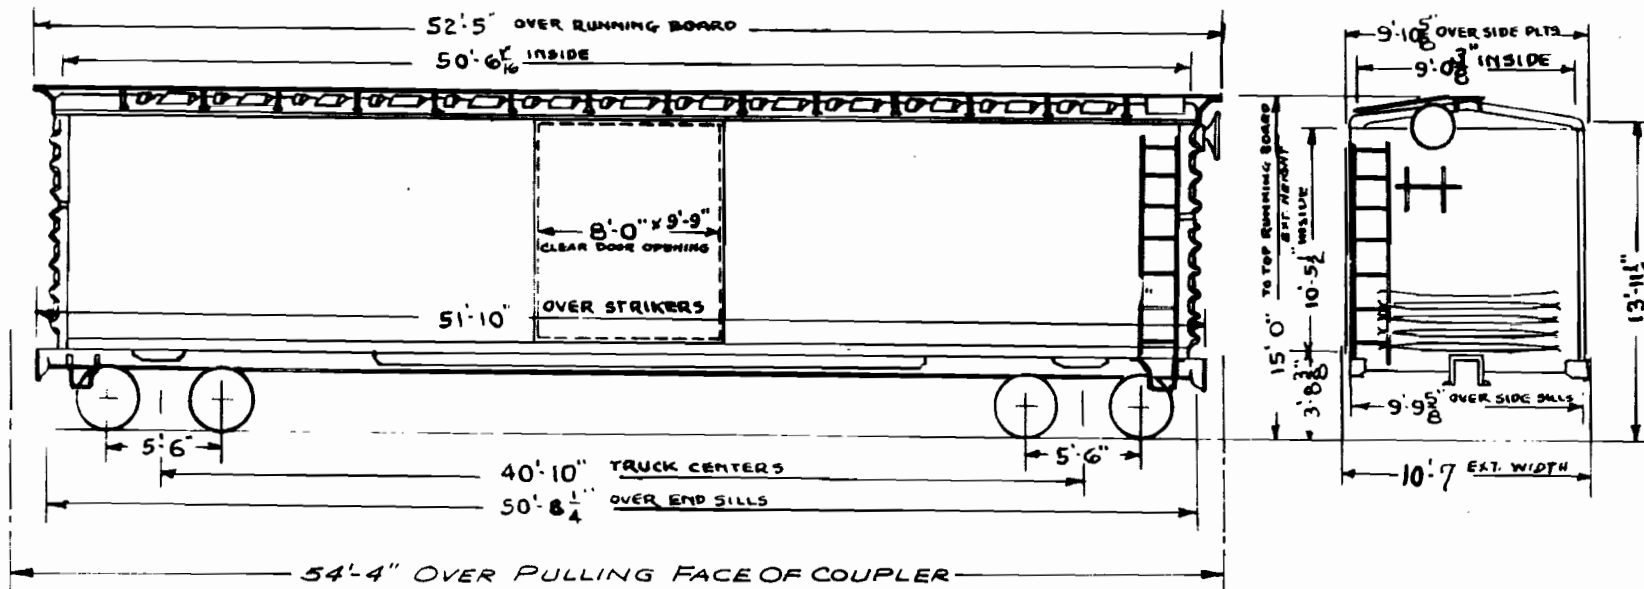 52'-5" OVER RUNNING BOARD
50'-6 1/16 INSIDE
8'-0" x 9'-9"
CLEAR DOOR OPENING
51'-10" OVER STRIKERS
5'-6"
5'-6"
40'-10" TRUCK CENTERS
50'-8 1/4" OVER END SILLS
54'-4" OVER PULLING FACE OF COUPLER
9'-10 5/8" OVER SIDE PLTS
9'-0 3/8" INSIDE
15'-0" TO TOP RUNNING BOARD
EXT. HEIGHT
10'-5 1/2" INSIDE
3'-8 3/8"
13'-11 1/2"
9'-9 5/8" OVER SIDE SILLS
10'-7 EXT. WIDTH